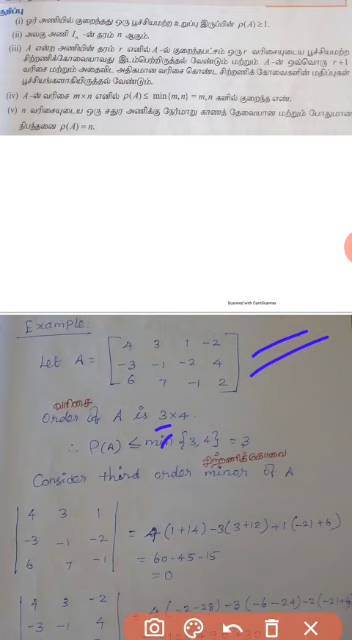 குறிப்பு
(i) ஓர் அணியில் குறைந்தது ஒரு பூச்சியமற்ற உறுப்பு இருப்பின் ρ(A) ≥ 1.
(ii) அலகு அணி Iₙ -ன் தரம் n ஆகும்.
(iii) A என்ற அணியின் தரம் r எனில் A-ல் குறைந்தபட்சம் ஒரு r வரிசையுடைய பூச்சியமற்ற
சிற்றணிக்கோவையாவது இடம்பெற்றிருத்தல் வேண்டும் மற்றும் A-ன் ஒவ்வொரு r+1
வரிசை மற்றும் அதைவிட அதிகமான வரிசை கொண்ட சிற்றணிக் கோவைகளின் மதிப்புகள்
பூச்சியங்களாகியிருத்தல் வேண்டும்.
(iv) A-ன் வரிசை m×n எனில் ρ(A) ≤ min{m,n} = m,n களில் குறைந்த எண்.
(v) n வரிசையுடைய ஒரு சதுர அணிக்கு நேர்மாறு காணத் தேவையான மற்றும் போதுமான
நிபந்தனை ρ(A) = n.
Scanned with CamScanner
Example:
4 3 1 -2
Let A = -3 -1 -2 4
6 7 -1 2
வரிசை
Order of A is 3×4.
∴ P(A) ≤ min {3,4} = 3
சிற்றணிக்கோவை
Consider third order minor of A
4 3 1
-3 -1 -2 = 4(1+14)-3(3+12)+1(-21+6)
6 7 -1 = 60-45-15
= 0
4 3 -2
-3 -1 4